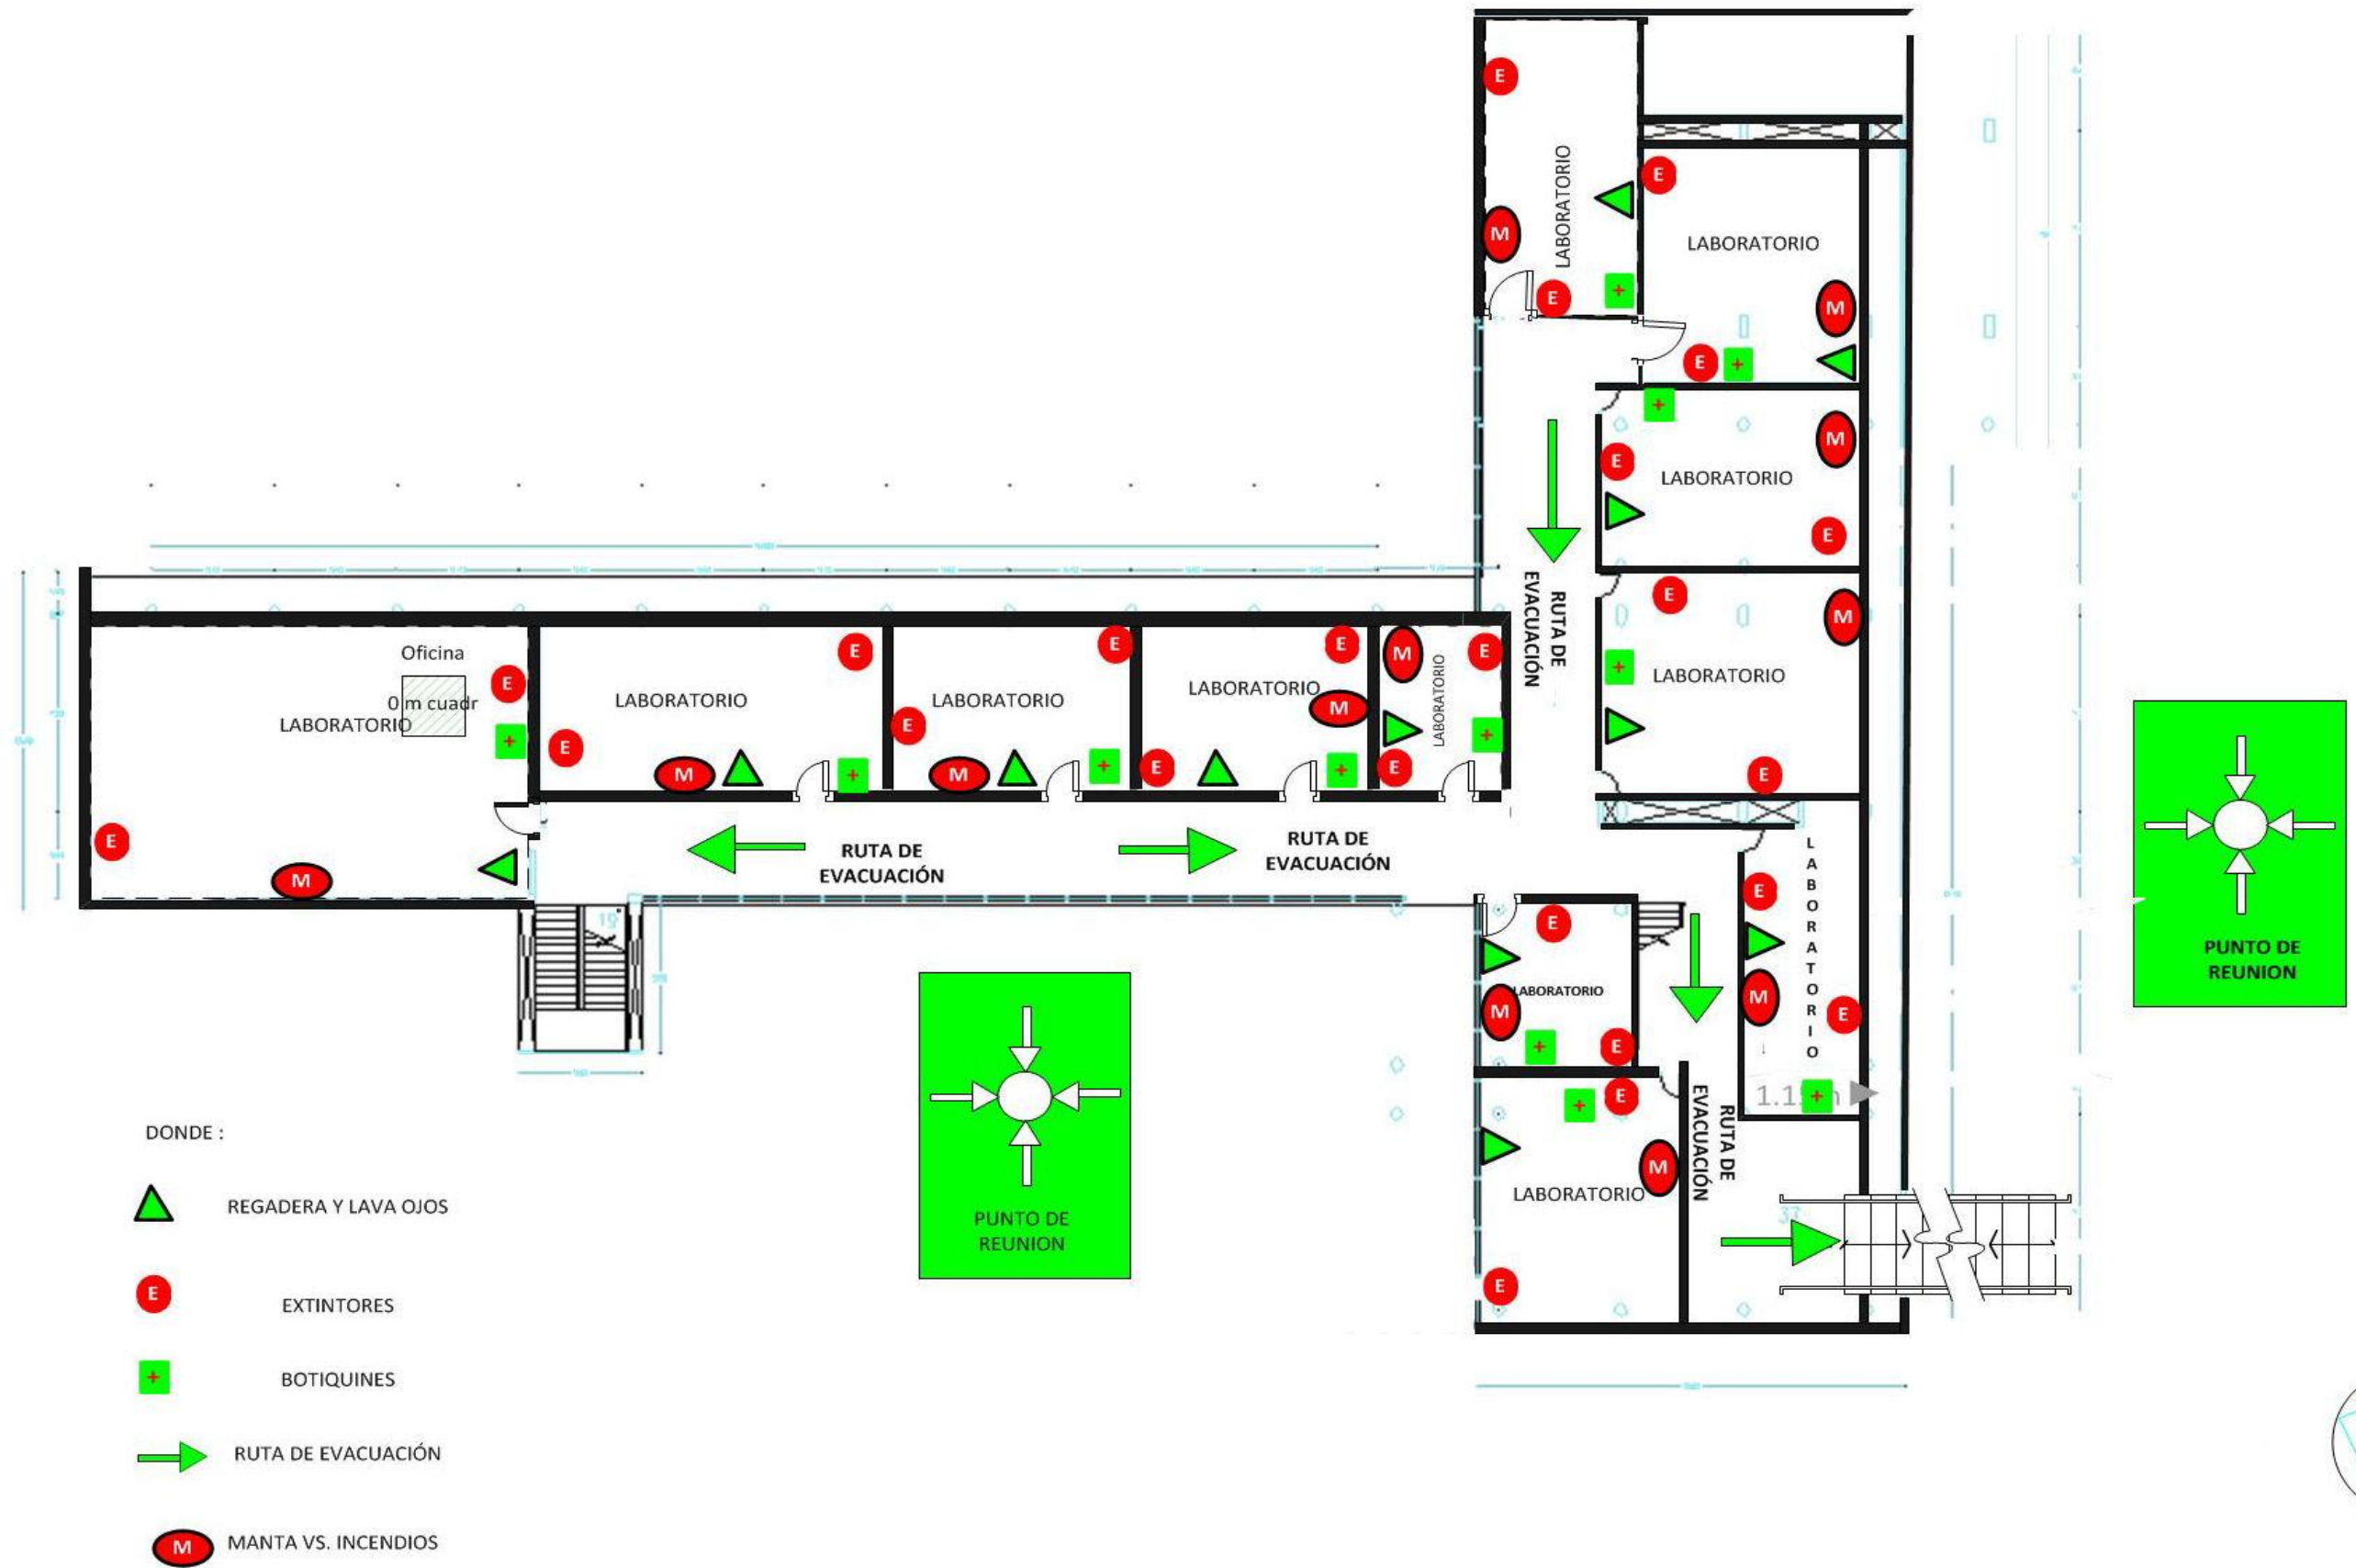 E
LABORATORIO
M
E
+
E
LABORATORIO
M
E
+
+
M
E
LABORATORIO
E
RUTA DE
EVACUACIÓN
E
M
+
LABORATORIO
E
Oficina
E
0 m cuadr
LABORATORIO
+
E
M
E
LABORATORIO
E
M
+
E
LABORATORIO
E
M
+
E
LABORATORIO
M
E
+
M
E
LABORATORIO
+
E
RUTA DE
EVACUACIÓN
RUTA DE
EVACUACIÓN
LABORATORIO
E
M
E
+
E
LABORATORIO
M
+
E
+
E
M
LABORATORIO
E
RUTA DE
EVACUACIÓN
19
37
PUNTO DE
REUNION
PUNTO DE
REUNION
DONDE :
REGADERA Y LAVA OJOS
E EXTINTORES
+ BOTIQUINES
RUTA DE EVACUACIÓN
M MANTA VS. INCENDIOS